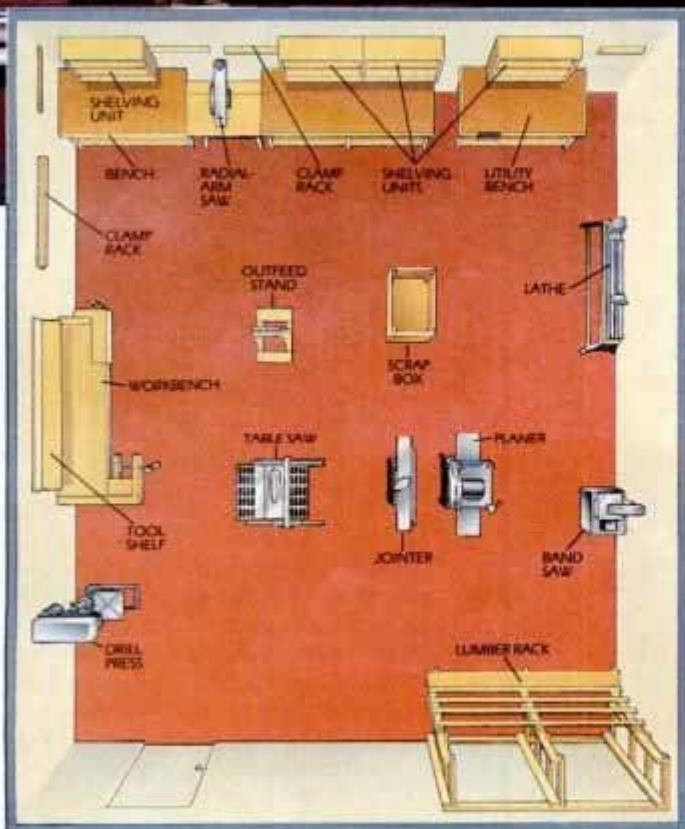 SHELVING
UNIT
BENCH
RADIAL-
ARM
SAW
CLAMP
RACK
SHELVING
UNITS
UTILITY
BENCH
CLAMP
RACK
OUTFEED
STAND
LATHE
SCRAP
BOX
WORKBENCH
TABLE SAW
PLANER
TOOL
SHELF
JOINTER
BAND
SAW
DRILL
PRESS
LUMBER RACK